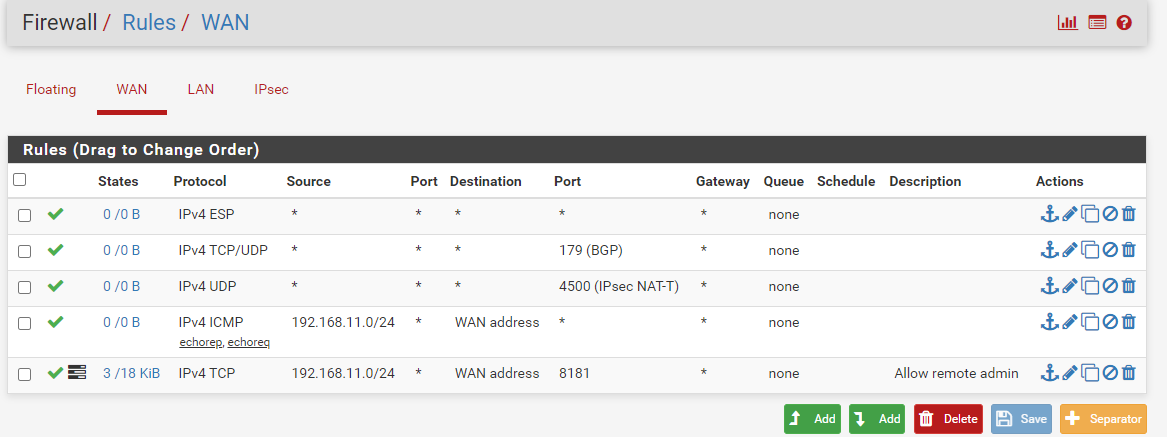 Firewall / Rules / WAN
Floating WAN LAN IPsec
Rules (Drag to Change Order)
States Protocol Source Port Destination Port Gateway Queue Schedule Description Actions
0 /0 B IPv4 ESP * * * * * none
0 /0 B IPv4 TCP/UDP * * * 179 (BGP) * none
0 /0 B IPv4 UDP * * * 4500 (IPsec NAT-T) * none
0 /0 B IPv4 ICMP 192.168.11.0/24 * WAN address * * none
echorep, echoreq
3 /18 KiB IPv4 TCP 192.168.11.0/24 * WAN address 8181 * none Allow remote admin
Add Add Delete Save Separator